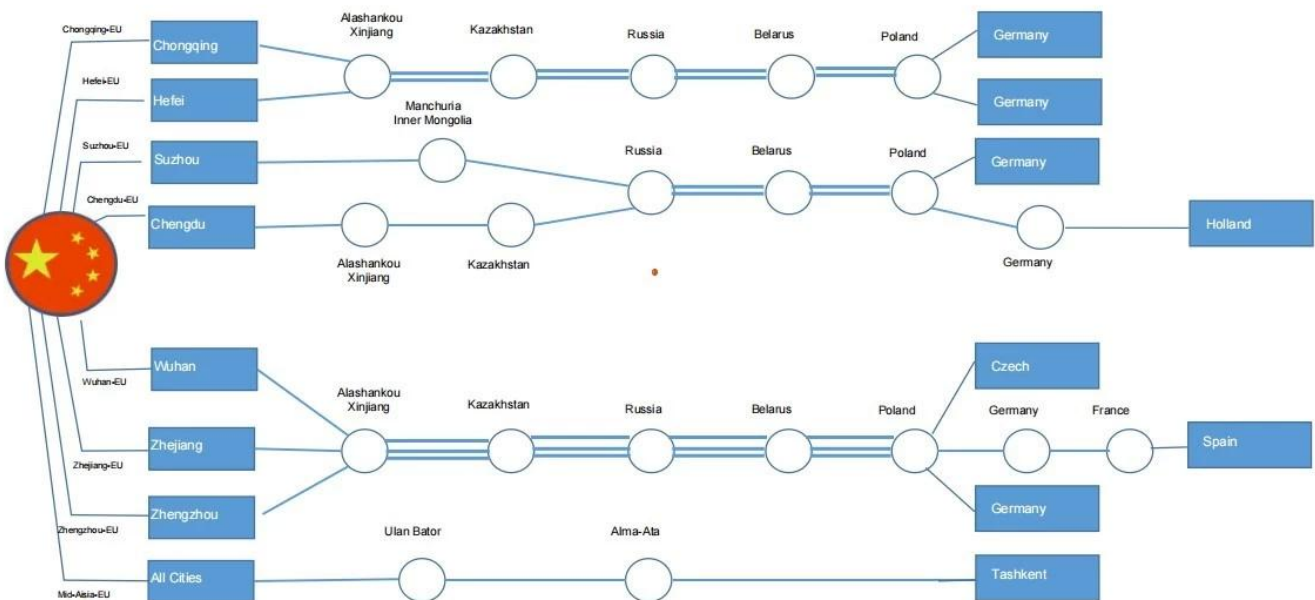 Chongqing-EU
Chongqing
Alashankou
Xinjiang
Kazakhstan
Russia
Belarus
Poland
Germany
Hefei-EU
Hefei
Germany
Manchuria
Inner Mongolia
Suzhou-EU
Suzhou
Russia
Belarus
Poland
Germany
Chengdu-EU
Chengdu
Alashankou
Xinjiang
Kazakhstan
Germany
Holland
Wuhan-EU
Wuhan
Alashankou
Xinjiang
Kazakhstan
Russia
Belarus
Poland
Czech
Germany
France
Spain
Zhejiang-EU
Zhejiang
Zhengzhou-EU
Zhengzhou
Germany
Mid-Aisia-EU
All Cities
Ulan Bator
Alma-Ata
Tashkent